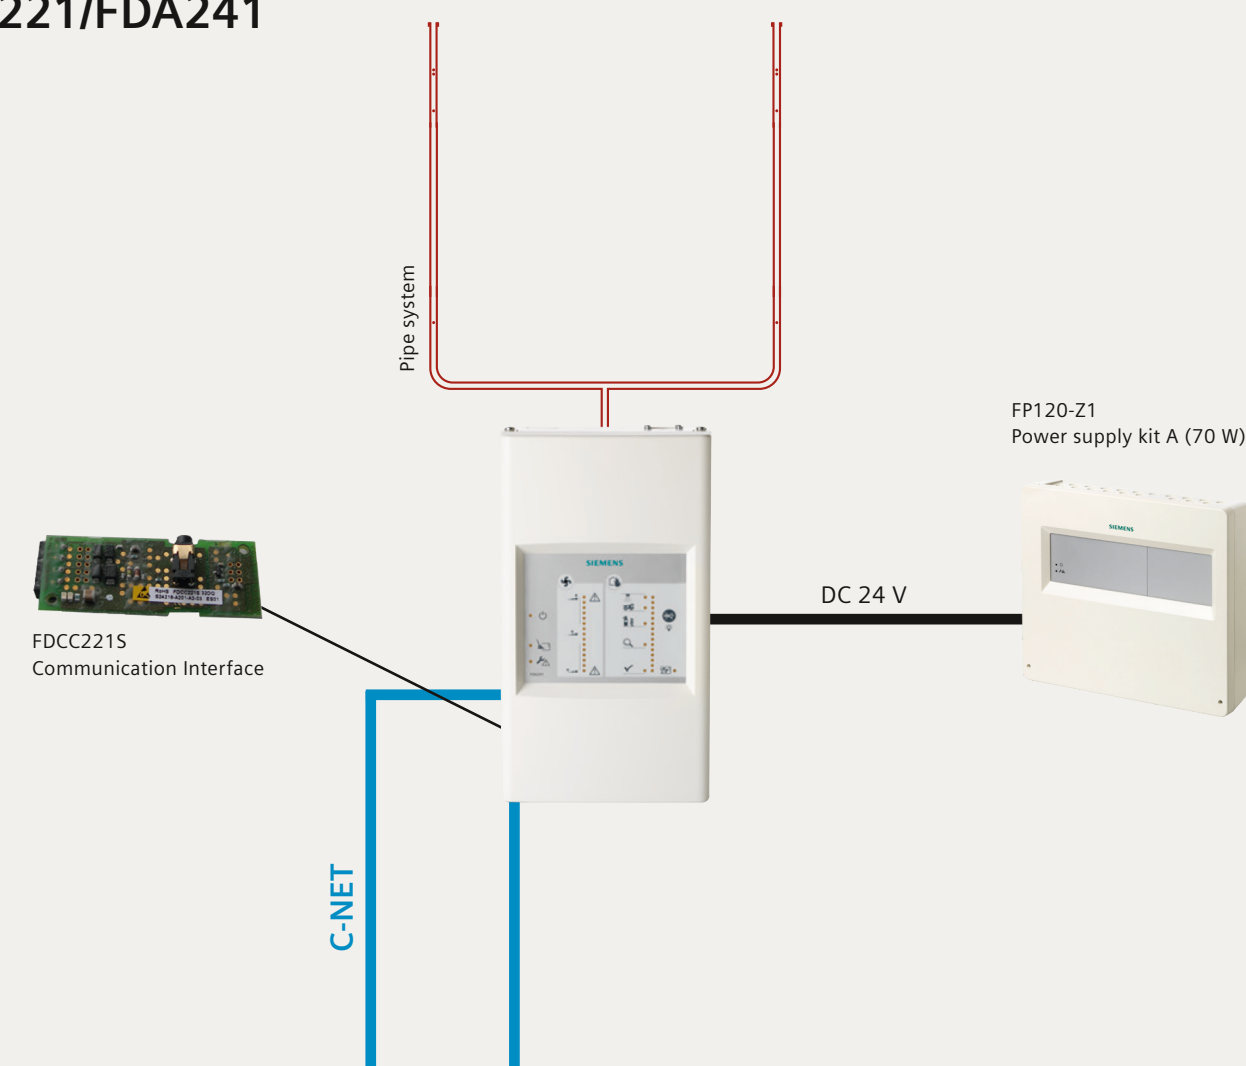 221/FDA241
Pipe system
FP120-Z1
Power supply kit A (70 W)
SIEMENS
SIEMENS
DC 24 V
FDCC221S
Communication Interface
C-NET